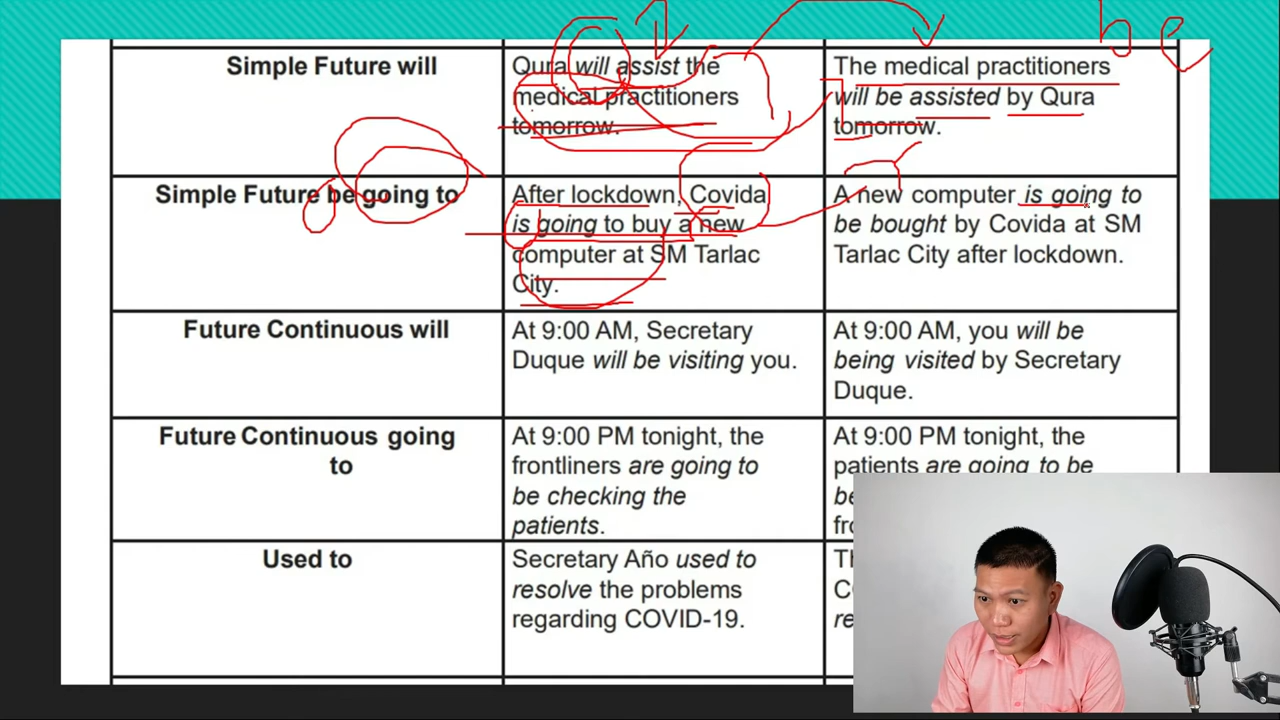 be
Simple Future will
Qura will assist the
medical practitioners
tomorrow.
The medical practitioners
will be assisted by Qura
tomorrow.
Simple Future be going to
After lockdown, Covida
is going to buy a new
computer at SM Tarlac
City.
A new computer is going to
be bought by Covida at SM
Tarlac City after lockdown.
Future Continuous will
At 9:00 AM, Secretary
Duque will be visiting you.
At 9:00 AM, you will be
being visited by Secretary
Duque.
Future Continuous going
to
At 9:00 PM tonight, the
frontliners are going to
be checking the
patients.
At 9:00 PM tonight, the
patients are going to be
Used to
Secretary Año used to
resolve the problems
regarding COVID-19.